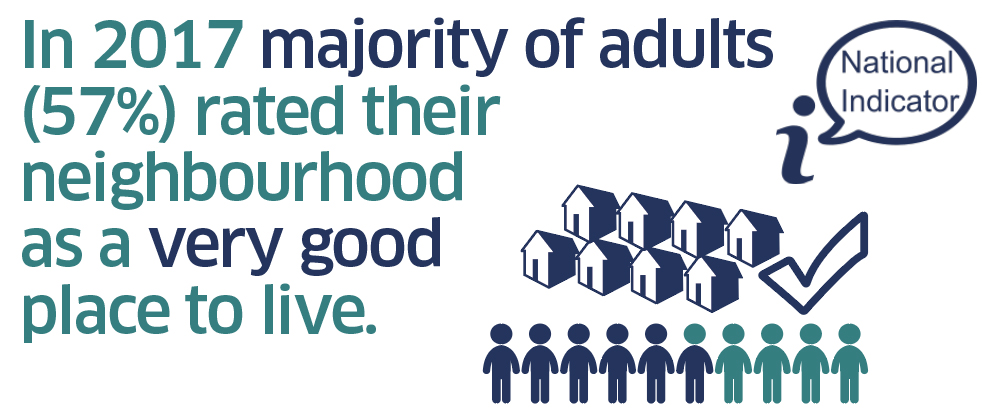 In 2017 majority of adults
(57%) rated their
neighbourhood
as a very good
place to live.
National
Indicator
i